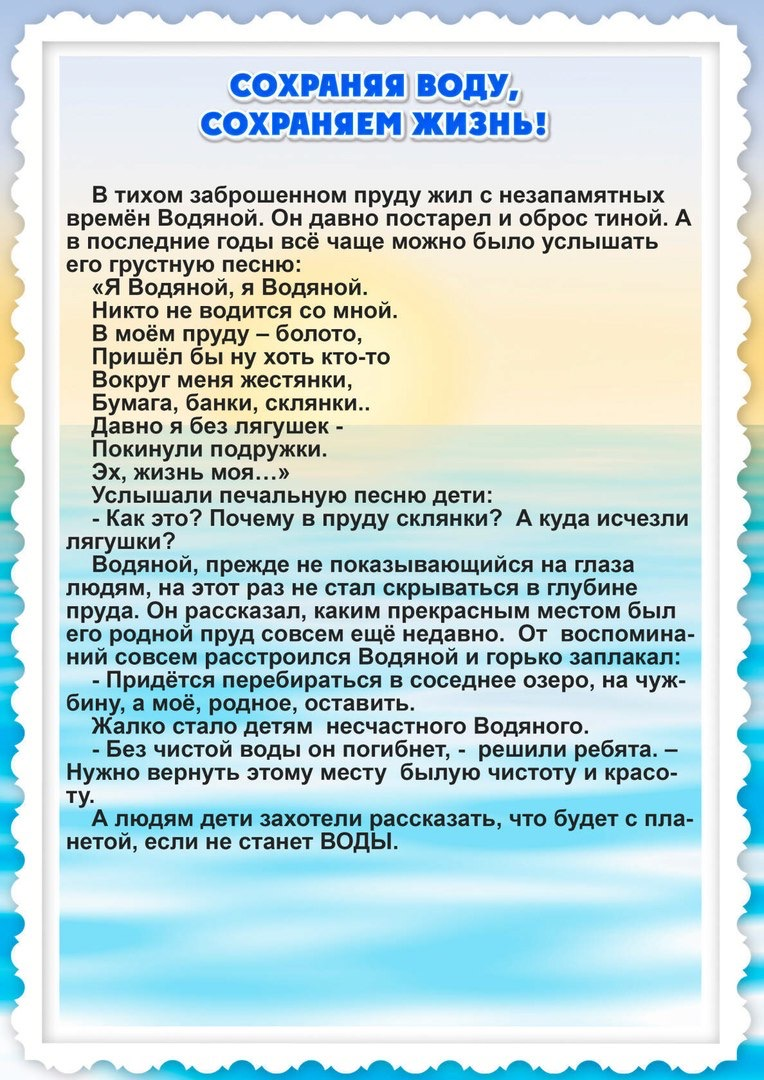 СОХРАНЯЯ ВОДУ,
СОХРАНЯЕМ ЖИЗНЬ!
В тихом заброшенном пруду жил с незапамятных
времён Водяной. Он давно постарел и оброс тиной. А
в последние годы всё чаще можно было услышать
его грустную песню:
«Я Водяной, я Водяной.
Никто не водится со мной.
В моём пруду – болото,
Пришёл бы ну хоть кто-то
Вокруг меня жестянки,
Бумага, банки, склянки..
Давно я без лягушек -
Покинули подружки.
Эх, жизнь моя…»
Услышали печальную песню дети:
- Как это? Почему в пруду склянки?  А куда исчезли
лягушки?
Водяной, прежде не показывающийся на глаза
людям, на этот раз не стал скрываться в глубине
пруда. Он рассказал, каким прекрасным местом был
его родной пруд совсем ещё недавно.  От  воспомина-
ний совсем расстроился Водяной и горько заплакал:
- Придётся перебираться в соседнее озеро, на чуж-
бину, а моё, родное, оставить.
Жалко стало детям  несчастного Водяного.
- Без чистой воды он погибнет, -  решили ребята. –
Нужно вернуть этому месту  былую чистоту и красо-
ту.
А людям дети захотели рассказать, что будет с пла-
нетой, если не станет ВОДЫ.